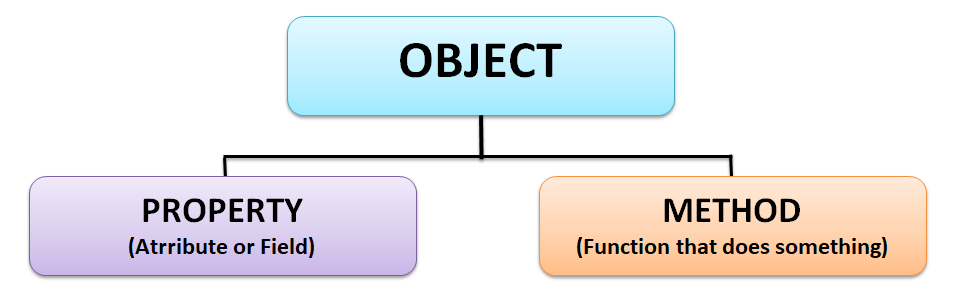 OBJECT
PROPERTY
(Atrribute or Field)
METHOD
(Function that does something)